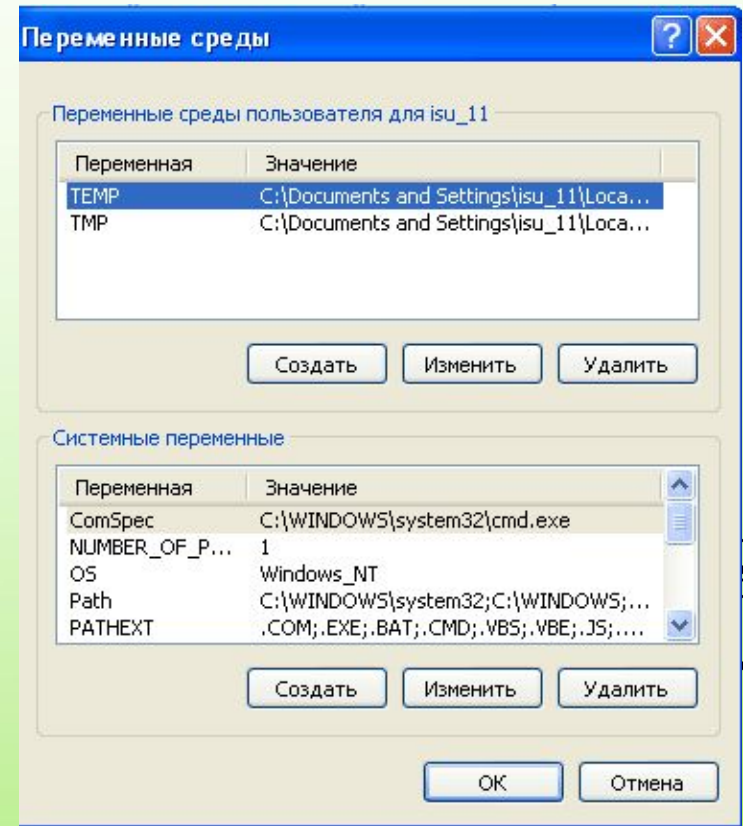 Переменные среды
Переменные среды пользователя для isu_11
Переменная Значение
TEMP C:\Documents and Settings\isu_11\Loca...
TMP C:\Documents and Settings\isu_11\Loca...
Создать Изменить Удалить
Системные переменные
Переменная Значение
ComSpec C:\WINDOWS\system32\cmd.exe
NUMBER_OF_P... 1
OS Windows_NT
Path C:\WINDOWS\system32;C:\WINDOWS;...
PATHEXT .COM;.EXE;.BAT;.CMD;.VBS;.VBE;.JS;....
Создать Изменить Удалить
ОК Отмена